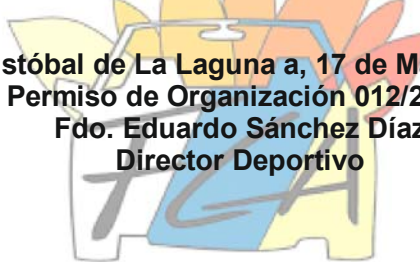 stóbal de La Laguna a, 17 de M
Permiso de Organización 012/2
Fdo. Eduardo Sánchez Díaz
Director Deportivo